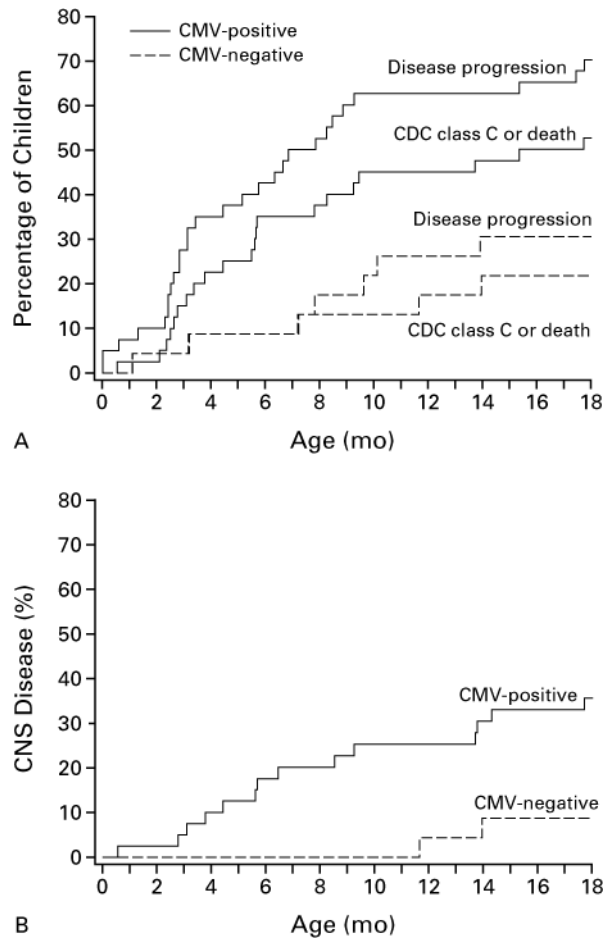 80
70
60
50
40
30
20
10
0
Percentage of Children
CMV-positive
CMV-negative
Disease progression
CDC class C or death
Disease progression
CDC class C or death
0 2 4 6 8 10 12 14 16 18
A
Age (mo)
80
70
60
50
40
30
20
10
0
CNS Disease (%)
CMV-positive
CMV-negative
0 2 4 6 8 10 12 14 16 18
B
Age (mo)